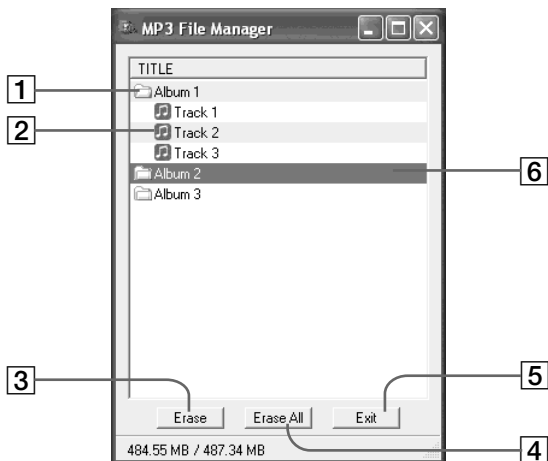 MP3 File Manager
TITLE
1
Album 1
Track 1
2
Track 2
Track 3
Album 2
6
Album 3
3
5
Erase
Erase All
Exit
484.55 MB / 487.34 MB
4